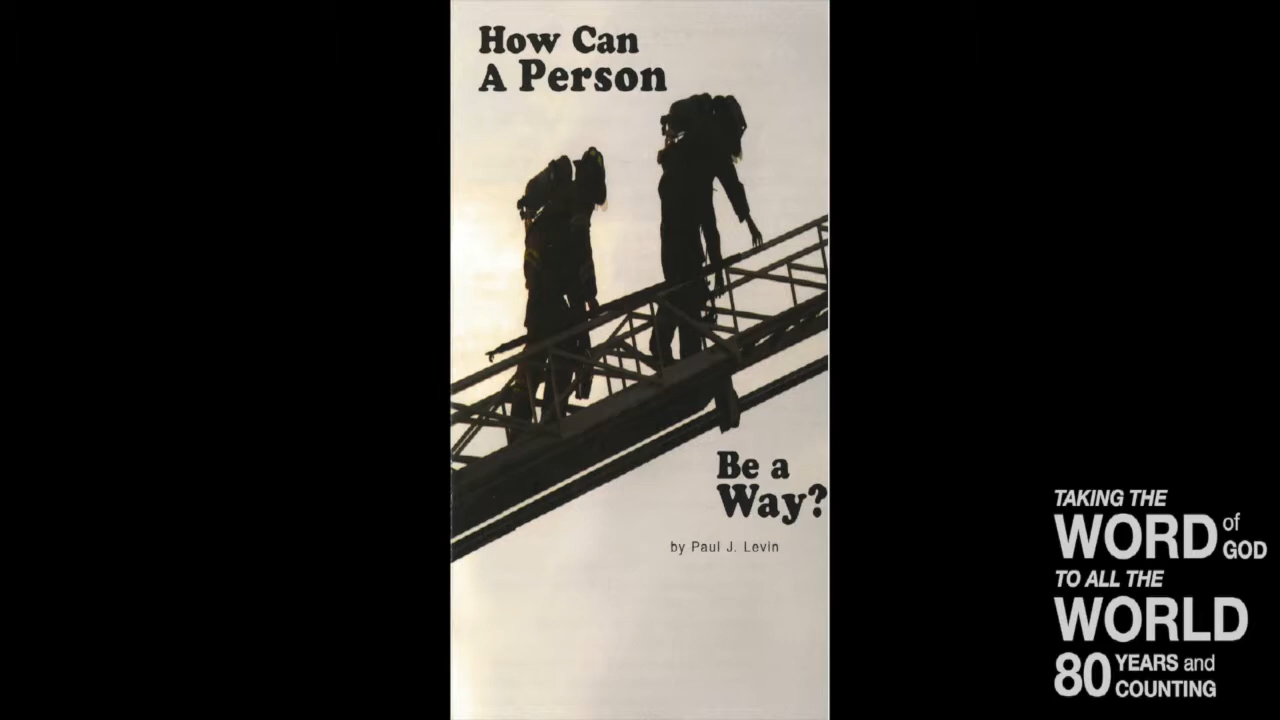 How Can
A Person
Be a
Way?
by Paul J. Levin
TAKING THE
WORD of
GOD
TO ALL THE
WORLD
80 YEARS and
COUNTING